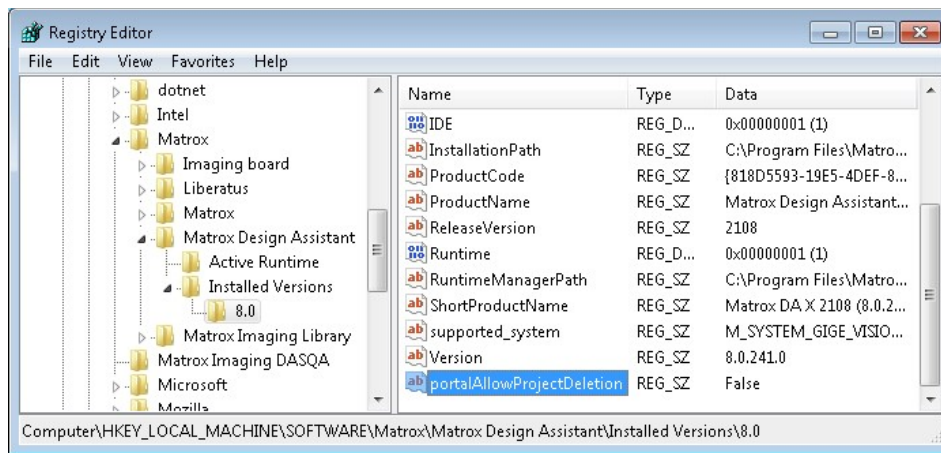 Registry Editor
File Edit View Favorites Help
dotnet
Intel
Matrox
Imaging board
Liberatus
Matrox
Matrox Design Assistant
Active Runtime
Installed Versions
8.0
Matrox Imaging Library
Matrox Imaging DASQA
Microsoft
Mozilla
Name Type Data
IDE REG_D... 0x00000001 (1)
InstallationPath REG_SZ C:\Program Files\Matro...
ProductCode REG_SZ {818D5593-19E5-4DEF-8...
ProductName REG_SZ Matrox Design Assistant...
ReleaseVersion REG_SZ 2108
Runtime REG_D... 0x00000001 (1)
RuntimeManagerPath REG_SZ C:\Program Files\Matro...
ShortProductName REG_SZ Matrox DA X 2108 (8.0.2...
supported_system REG_SZ M_SYSTEM_GIGE_VISIO...
Version REG_SZ 8.0.241.0
portalAllowProjectDeletion REG_SZ False
Computer\HKEY_LOCAL_MACHINE\SOFTWARE\Matrox\Matrox Design Assistant\Installed Versions\8.0